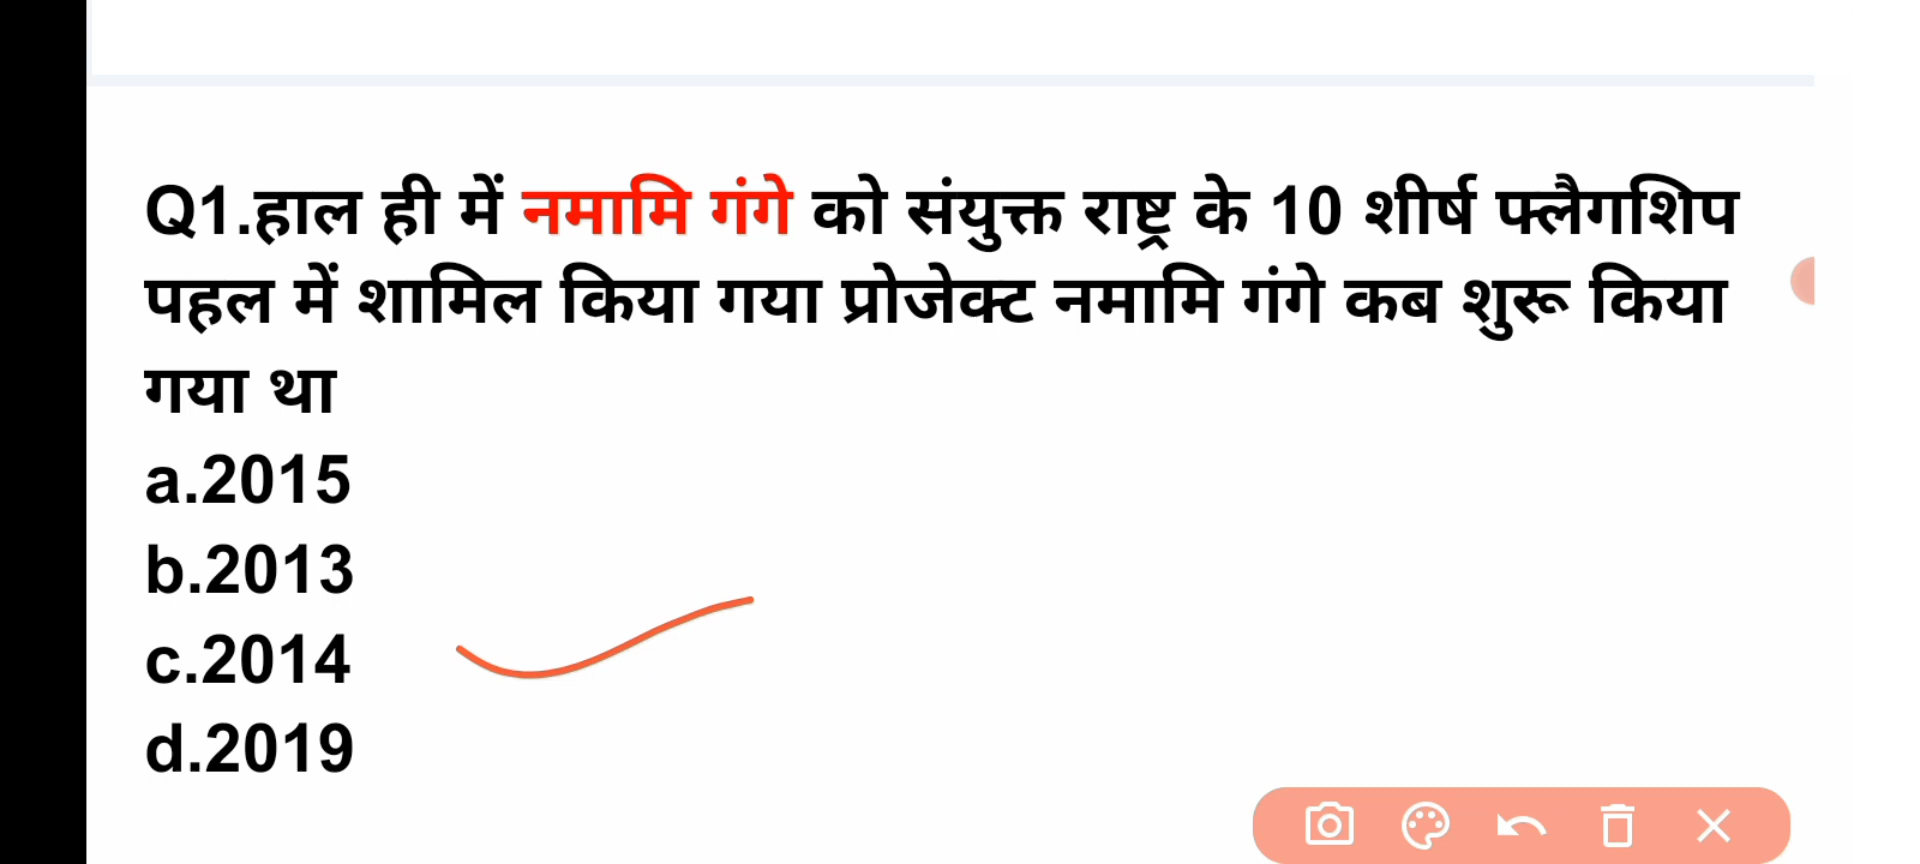 Q1.हाल ही में नमामि गंगे को संयुक्त राष्ट्र के 10 शीर्ष फ्लैगशिप
पहल में शामिल किया गया प्रोजेक्ट नमामि गंगे कब शुरू किया
गया था
a.2015
b.2013
c.2014
d.2019